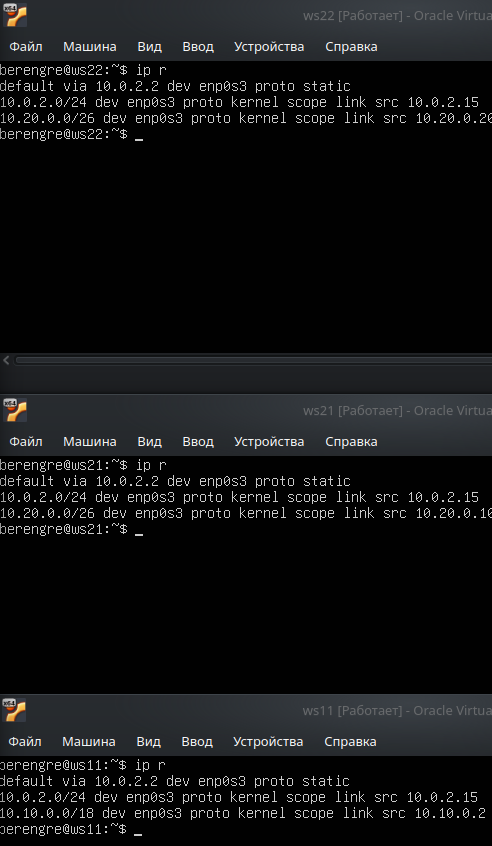 ws22 [Работает] - Oracle Virtua
Файл Машина Вид Ввод Устройства Справка
berengre@ws22:~$ ip r
default via 10.0.2.2 dev enp0s3 proto static
10.0.2.0/24 dev enp0s3 proto kernel scope link src 10.0.2.15
10.20.0.0/26 dev enp0s3 proto kernel scope link src 10.20.0.20
berengre@ws22:~$ _
ws21 [Работает] - Oracle Virtua
Файл Машина Вид Ввод Устройства Справка
berengre@ws21:~$ ip r
default via 10.0.2.2 dev enp0s3 proto static
10.0.2.0/24 dev enp0s3 proto kernel scope link src 10.0.2.15
10.20.0.0/26 dev enp0s3 proto kernel scope link src 10.20.0.10
berengre@ws21:~$ _
ws11 [Работает] - Oracle Virtua
Файл Машина Вид Ввод Устройства Справка
berengre@ws11:~$ ip r
default via 10.0.2.2 dev enp0s3 proto static
10.0.2.0/24 dev enp0s3 proto kernel scope link src 10.0.2.15
10.10.0.0/18 dev enp0s3 proto kernel scope link src 10.10.0.2
berengre@ws11:~$ _